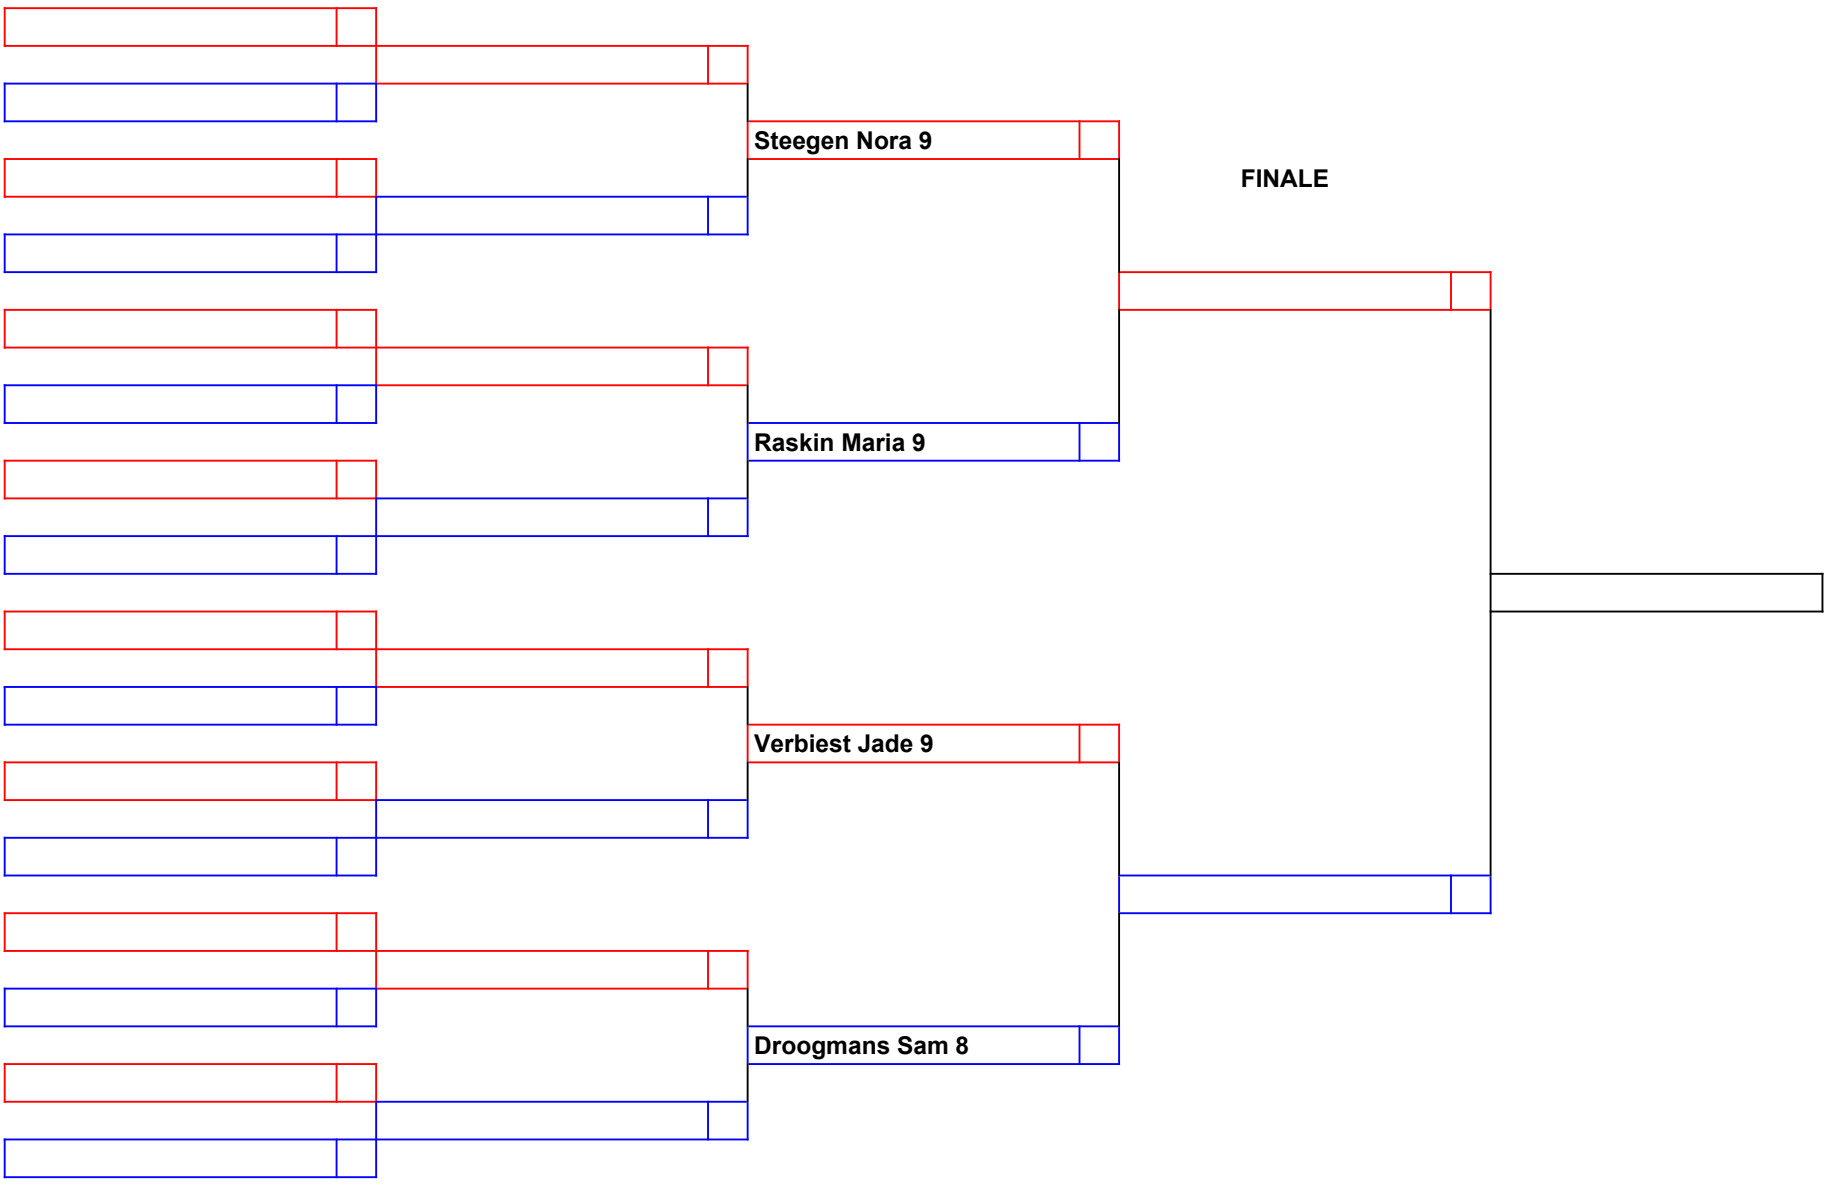 Steegen Nora 9
FINALE
Raskin Maria 9
Verbiest Jade 9
Droogmans Sam 8